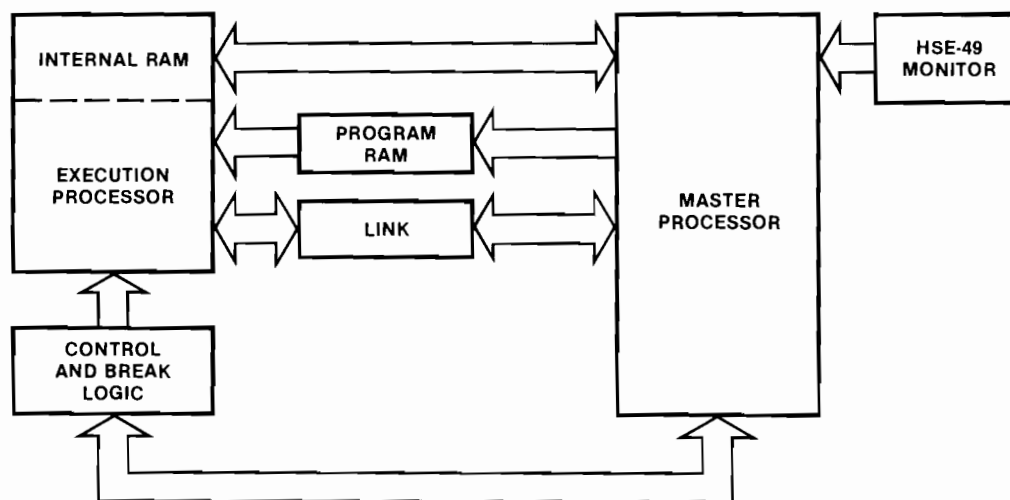 INTERNAL RAM
EXECUTION
PROCESSOR
PROGRAM
RAM
LINK
CONTROL
AND BREAK
LOGIC
MASTER
PROCESSOR
HSE-49
MONITOR